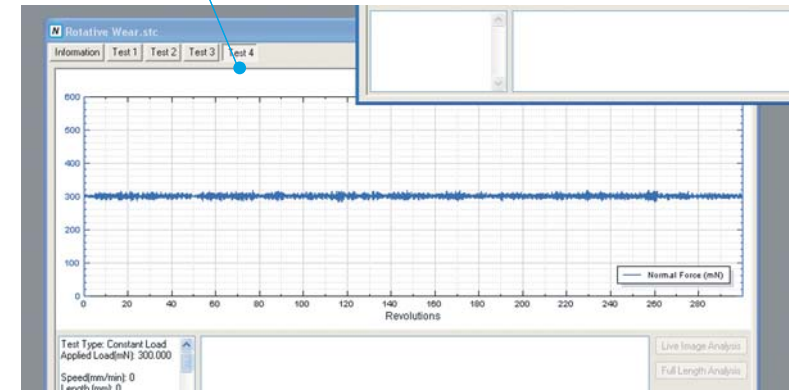 N Rotative Wear.stc
Information Test 1 Test 2 Test 3 Test 4
600
500
400
300
200
100
0
0 20 40 60 80 100 120 140 160 180 200 220 240 260 280
Revolutions
Normal Force (mN)
Test Type: Constant Load
Applied Load(mN): 300.000
Speed(mm/min): 0
Length (mm): 0
Live Image Analysis
Full Length Analysis